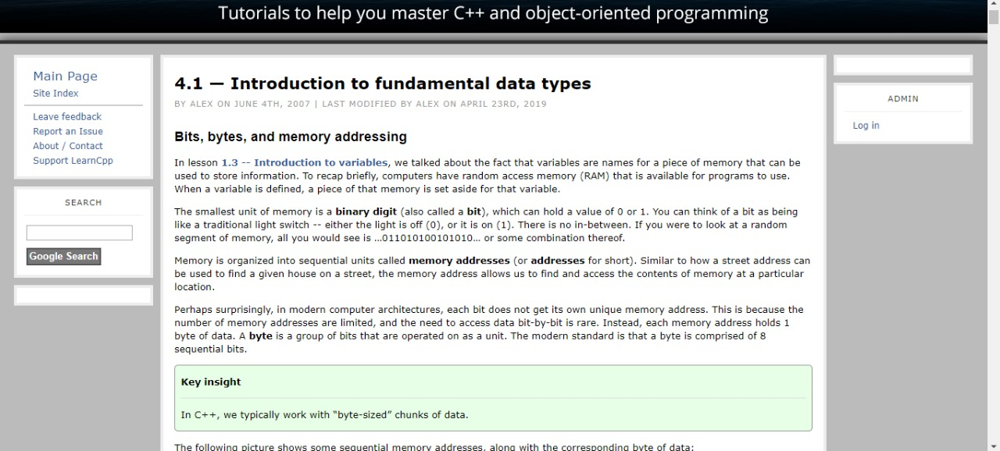 Tutorials to help you master C++ and object-oriented programming
Main Page
Site Index
Leave feedback
Report an Issue
About / Contact
Support LearnCpp
SEARCH
Google Search
4.1 — Introduction to fundamental data types
BY ALEX ON JUNE 4TH, 2007 | LAST MODIFIED BY ALEX ON APRIL 23RD, 2019
Bits, bytes, and memory addressing
In lesson 1.3 -- Introduction to variables, we talked about the fact that variables are names for a piece of memory that can be
used to store information. To recap briefly, computers have random access memory (RAM) that is available for programs to use.
When a variable is defined, a piece of that memory is set aside for that variable.
The smallest unit of memory is a binary digit (also called a bit), which can hold a value of 0 or 1. You can think of a bit as being
like a traditional light switch -- either the light is off (0), or it is on (1). There is no in-between. If you were to look at a random
segment of memory, all you would see is …011010100101010… or some combination thereof.
Memory is organized into sequential units called memory addresses (or addresses for short). Similar to how a street address can
be used to find a given house on a street, the memory address allows us to find and access the contents of memory at a particular
location.
Perhaps surprisingly, in modern computer architectures, each bit does not get its own unique memory address. This is because the
number of memory addresses are limited, and the need to access data bit-by-bit is rare. Instead, each memory address holds 1
byte of data. A byte is a group of bits that are operated on as a unit. The modern standard is that a byte is comprised of 8
sequential bits.
Key insight
In C++, we typically work with “byte-sized” chunks of data.
The following picture shows some sequential memory addresses, along with the corresponding byte of data:
ADMIN
Log in